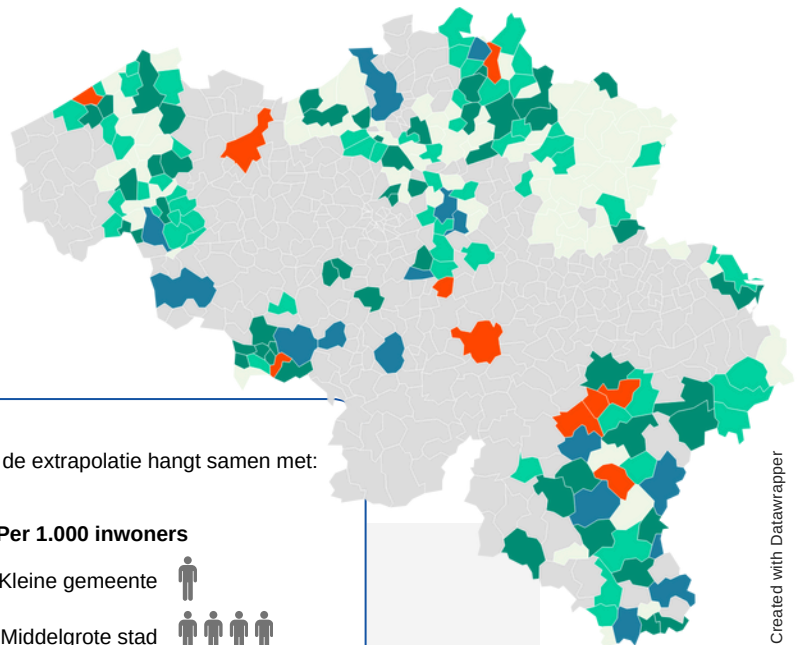 de extrapolatie hangt samen met:
Per 1.000 inwoners
Kleine gemeente
Middelgrote stad
Created with Datawrapper